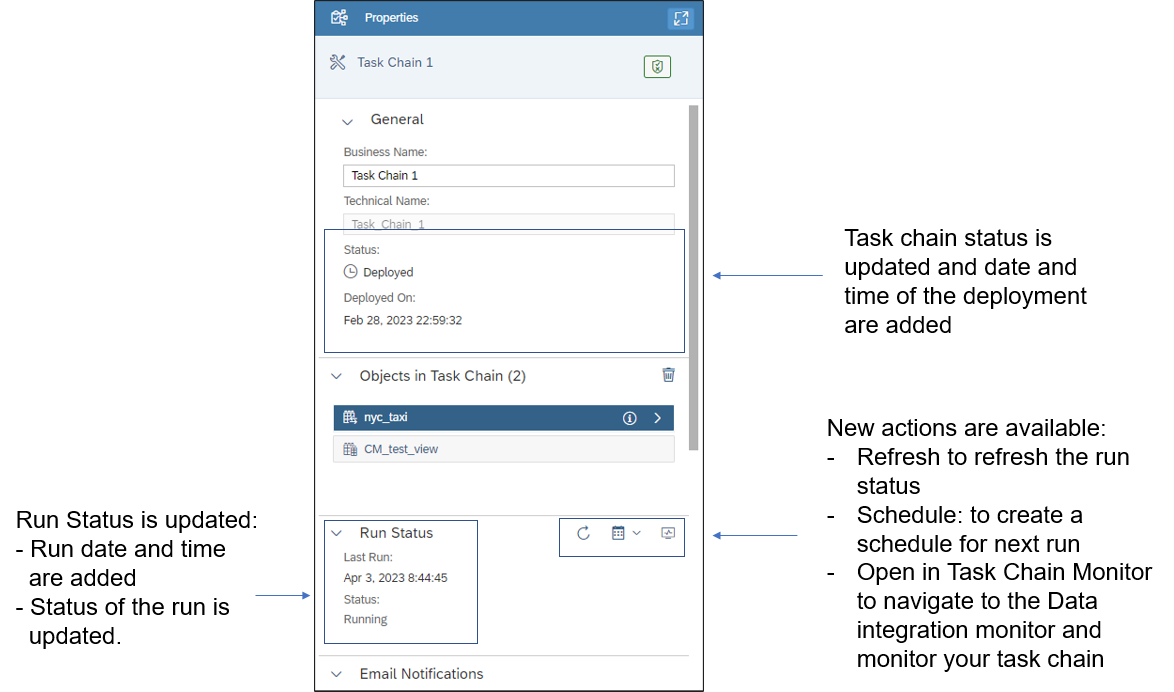 Properties
Task Chain 1
General
Business Name:
Task Chain 1
Technical Name:
Task_Chain_1
Status:
Deployed
Deployed On:
Feb 28, 2023 22:59:32
Task chain status is
updated and date and
time of the deployment
are added
Objects in Task Chain (2)
nyc_taxi
CM_test_view
New actions are available:
- Refresh to refresh the run
status
- Schedule: to create a
schedule for next run
- Open in Task Chain Monitor
to navigate to the Data
integration monitor and
monitor your task chain
Run Status is updated:
- Run date and time
are added
- Status of the run is
updated.
Run Status
Last Run:
Apr 3, 2023 8:44:45
Status:
Running
Email Notifications